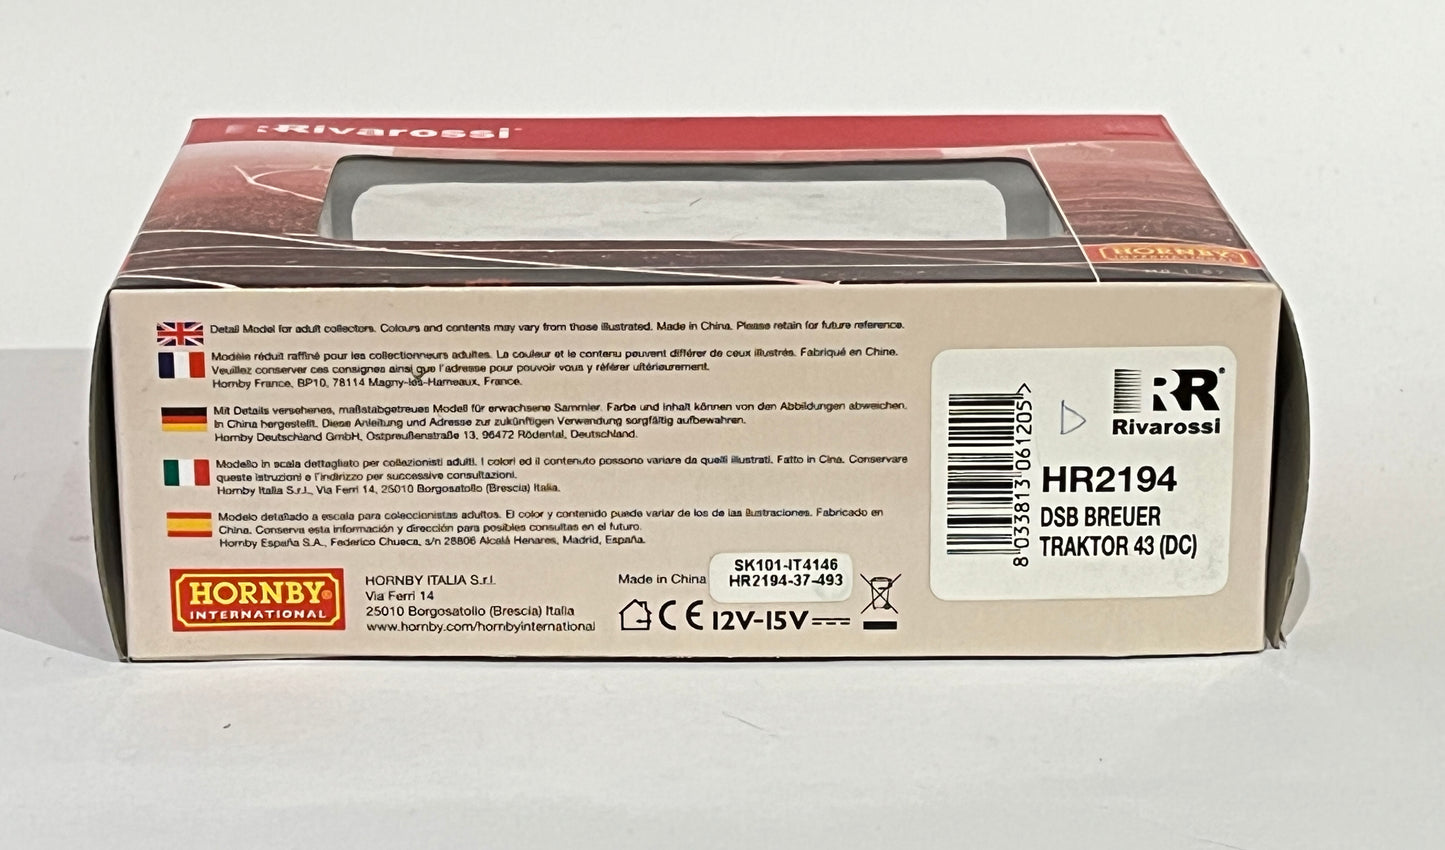 Rivarossi
HORNBY
INTERNATIONAL
HO 1:87
Detail Model for adult collectors. Colours and contents may vary from those illustrated. Made in China. Please retain for future reference.
Modèle réduit raffiné pour les collectionneurs adultes. La couleur et le contenu peuvent différer de ceux illustrés. Fabriqué en Chine.
Veuillez conserver ces consignes ainsi que l'adresse pour pouvoir vous y référer ultérieurement.
Hornby France, BP10, 78114 Magny-les-Hameaux, France.
Mit Details versehenes, maßstabgetreues Modell für erwachsene Sammler. Farbe und Inhalt können von den Abbildungen abweichen.
In China hergestellt. Diese Anleitung und Adresse zur zukünftigen Verwendung sorgfältig aufbewahren.
Hornby Deutschland GmbH, Ostpreußenstraße 13, 96472 Rödental, Deutschland.
Modello in scala dettagliato per collezionisti adulti. I colori ed il contenuto possono variare da quelli illustrati. Fatto in Cina. Conservare
queste istruzioni e l'indirizzo per successive consultazioni.
Hornby Italia S.r.l., Via Ferri 14, 25010 Borgosatollo (Brescia) Italia.
Modelo detallado a escala para coleccionistas adultos. El color y contenido puede variar de los de las ilustraciones. Fabricado en
China. Conserva esta información y dirección para posibles consultas en el futuro.
Hornby España S.A., Federico Chueca, s/n 28806 Alcalá Henares, Madrid, España.
HORNBY®
INTERNATIONAL
HORNBY ITALIA S.r.l.
Via Ferri 14
25010 Borgosatollo (Brescia) Italia
www.hornby.com/hornbyinternational
Made in China
SK101-IT4146
HR2194-37-493
CE 12V-15V
RR®
Rivarossi
HR2194
DSB BREUER
TRAKTOR 43 (DC)
8 033813 061205 >